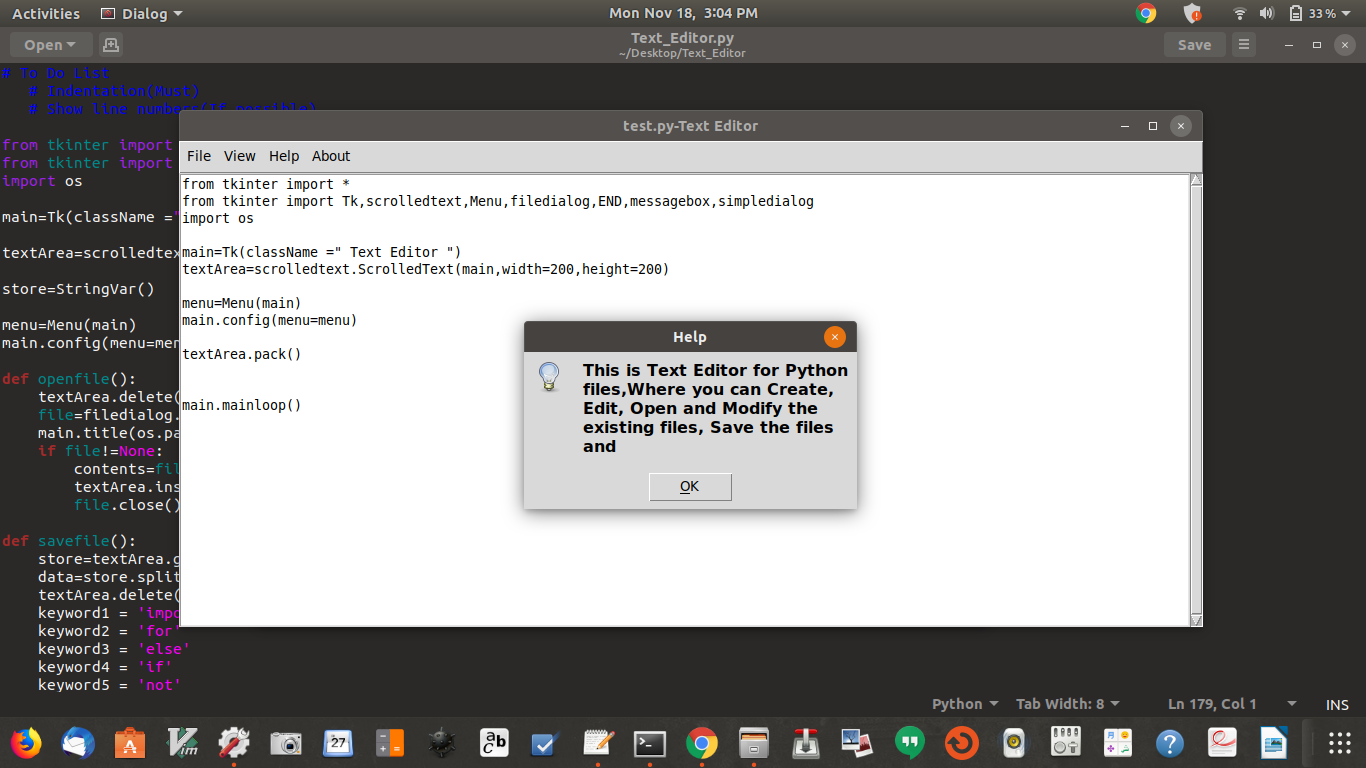 Activities Dialog Mon Nov 18, 3:04 PM 33 %
Open Text_Editor.py Save
~/Desktop/Text_Editor
# To Do List
# Indentation(Must)
# Show line numbers(If possible)
from tkinter import
from tkinter import
import os
main=Tk(className ="
textArea=scrolledtex
store=StringVar()
menu=Menu(main)
main.config(menu=men
def openfile():
textArea.delete(
file=filedialog.
main.title(os.pa
if file!=None:
contents=fil
textArea.ins
file.close()
def savefile():
store=textArea.g
data=store.split
textArea.delete(
keyword1 = 'impo
keyword2 = 'for'
keyword3 = 'else'
keyword4 = 'if'
keyword5 = 'not'
test.py-Text Editor
File View Help About
from tkinter import *
from tkinter import Tk,scrolledtext,Menu,filedialog,END,messagebox,simpledialog
import os
main=Tk(className =" Text Editor ")
textArea=scrolledtext.ScrolledText(main,width=200,height=200)
menu=Menu(main)
main.config(menu=menu)
textArea.pack()
main.mainloop()
Help
This is Text Editor for Python
files,Where you can Create,
Edit, Open and Modify the
existing files, Save the files
and
OK
Python Tab Width: 8 Ln 179, Col 1 INS
27
ab
cb